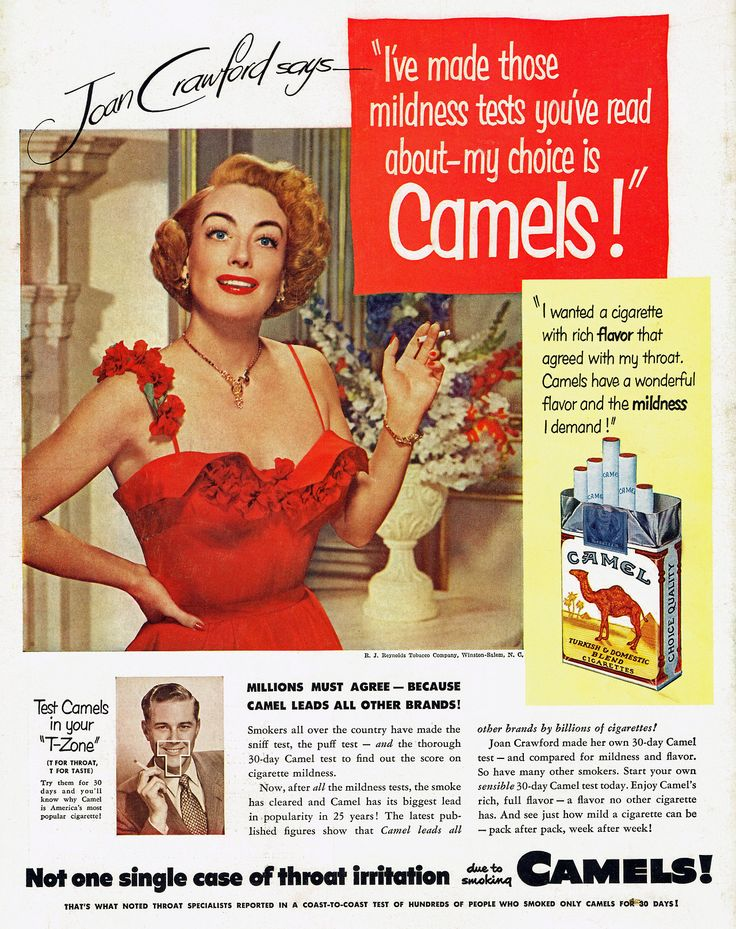 Joan Crawford says—
"I've made those
mildness tests you've read
about—my choice is
Camels!"
"I wanted a cigarette
with rich flavor that
agreed with my throat.
Camels have a wonderful
flavor and the mildness
I demand!"
CAMEL
CAMEL
CAMEL
TURKISH & DOMESTIC
BLEND
CIGARETTES
CHOICE QUALITY
R. J. Reynolds Tobacco Company, Winston-Salem, N. C.
Test Camels
in your
"T-Zone"
(T FOR THROAT,
T FOR TASTE)
Try them for 30
days and you'll
know why Camel
is America's most
popular cigarette!
MILLIONS MUST AGREE — BECAUSE
CAMEL LEADS ALL OTHER BRANDS!
Smokers all over the country have made the
sniff test, the puff test — and the thorough
30-day Camel test to find out the score on
cigarette mildness.
Now, after all the mildness tests, the smoke
has cleared and Camel has its biggest lead
in popularity in 25 years! The latest pub-
lished figures show that Camel leads all
other brands by billions of cigarettes!
Joan Crawford made her own 30-day Camel
test — and compared for mildness and flavor.
So have many other smokers. Start your own
sensible 30-day Camel test today. Enjoy Camel's
rich, full flavor — a flavor no other cigarette
has. And see just how mild a cigarette can be
— pack after pack, week after week!
Not one single case of throat irritation due to smoking CAMELS!
THAT'S WHAT NOTED THROAT SPECIALISTS REPORTED IN A COAST-TO-COAST TEST OF HUNDREDS OF PEOPLE WHO SMOKED ONLY CAMELS FOR 30 DAYS!